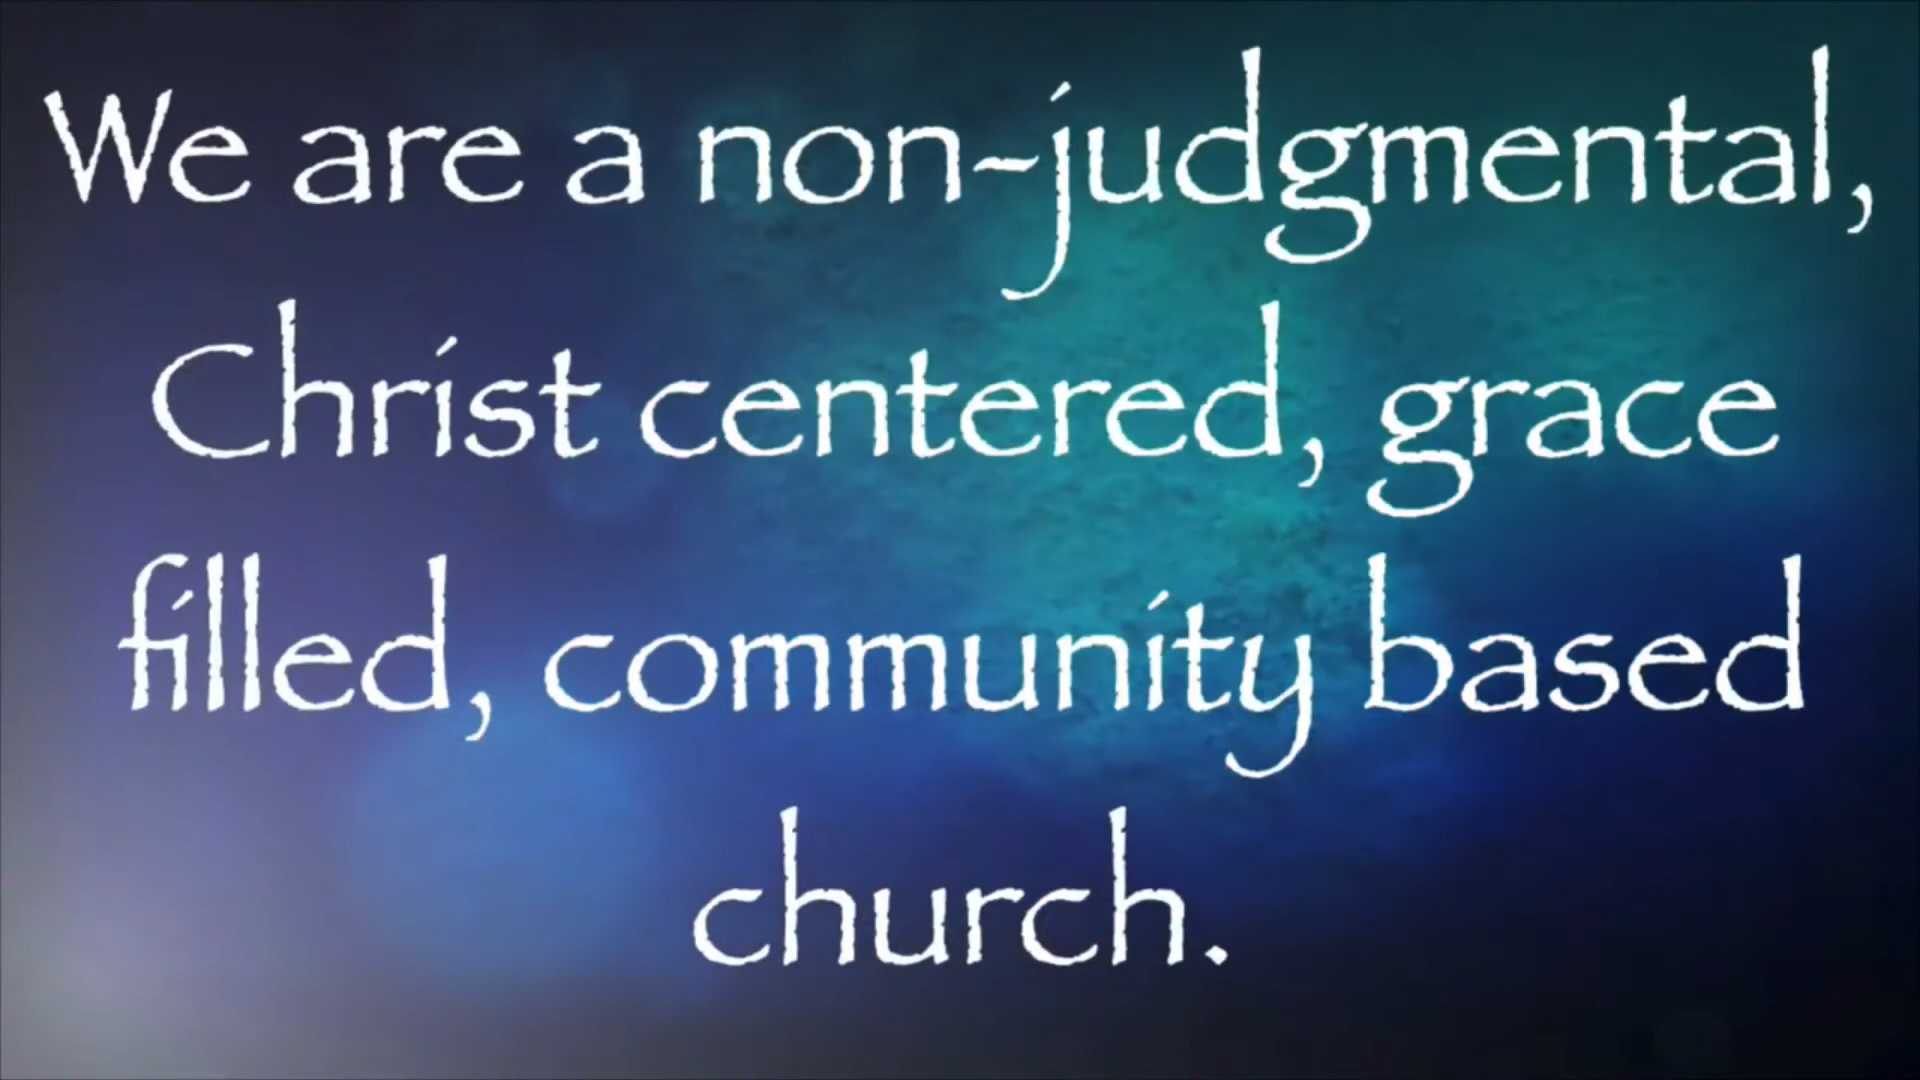 We are a non-judgmental,
Christ centered, grace
filled, community based
church.